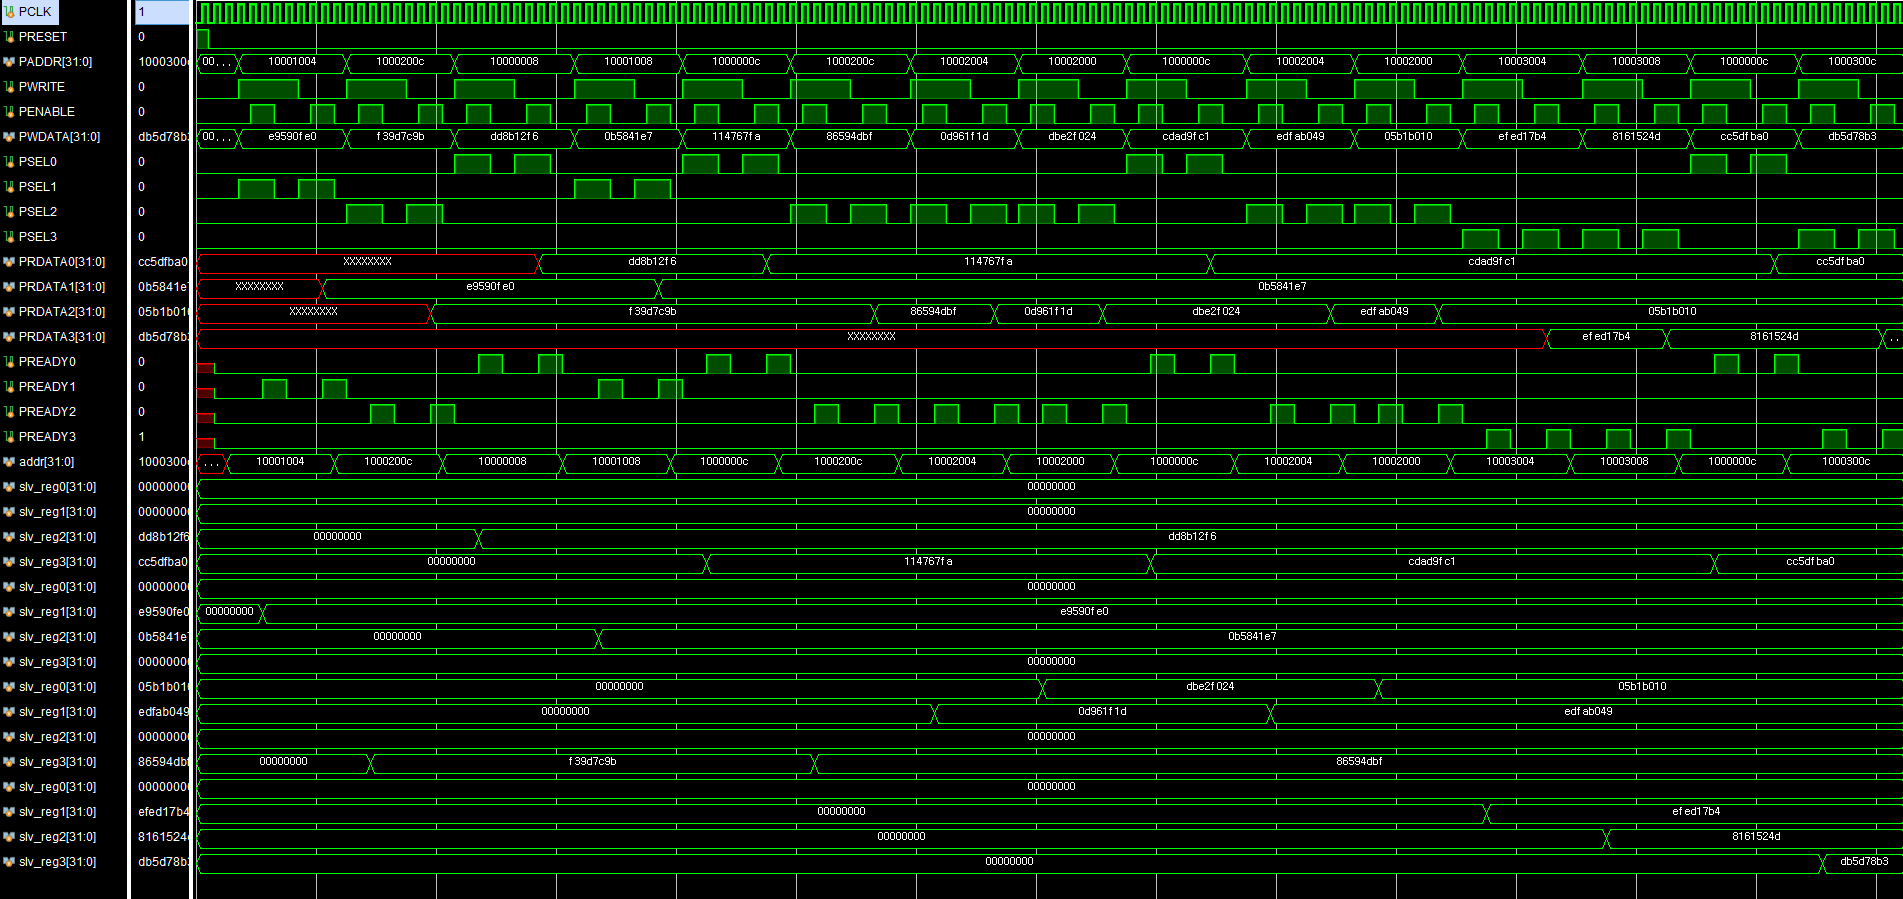 PCLK 1
PRESET 0
PADDR[31:0] 1000300c 00... 10001004 1000200c 10000008 10001008 1000000c 1000200c 10002004 10002000 1000000c 10002004 10002000 10003004 10003008 1000000c 1000300c
PWRITE 0
PENABLE 0
PWDATA[31:0] db5d78b3 00... e9590fe0 f39d7c9b dd8b12f6 0b5841e7 114767fa 86594dbf 0d961f1d dbe2f024 cdad9fc1 edfab049 05b1b010 efed17b4 8161524d cc5dfba0 db5d78b3
PSEL0 0
PSEL1 0
PSEL2 0
PSEL3 0
PRDATA0[31:0] cc5dfba0 XXXXXXXX dd8b12f6 114767fa cdad9fc1 cc5dfba0
PRDATA1[31:0] 0b5841e7 XXXXXXXX e9590fe0 0b5841e7
PRDATA2[31:0] 05b1b010 XXXXXXXX f39d7c9b 86594dbf 0d961f1d dbe2f024 edfab049 05b1b010
PRDATA3[31:0] db5d78b3 XXXXXXXX efed17b4 8161524d ..
PREADY0 0
PREADY1 0
PREADY2 0
PREADY3 1
addr[31:0] 1000300c ... 10001004 1000200c 10000008 10001008 1000000c 1000200c 10002004 10002000 1000000c 10002004 10002000 10003004 10003008 1000000c 1000300c
slv_reg0[31:0] 00000000 00000000
slv_reg1[31:0] 00000000 00000000
slv_reg2[31:0] dd8b12f6 00000000 dd8b12f6
slv_reg3[31:0] cc5dfba0 00000000 114767fa cdad9fc1 cc5dfba0
slv_reg0[31:0] 00000000 00000000
slv_reg1[31:0] e9590fe0 00000000 e9590fe0
slv_reg2[31:0] 0b5841e7 00000000 0b5841e7
slv_reg3[31:0] 00000000 00000000
slv_reg0[31:0] 05b1b010 00000000 dbe2f024 05b1b010
slv_reg1[31:0] edfab049 00000000 0d961f1d edfab049
slv_reg2[31:0] 00000000 00000000
slv_reg3[31:0] 86594dbf 00000000 f39d7c9b 86594dbf
slv_reg0[31:0] 00000000 00000000
slv_reg1[31:0] efed17b4 00000000 efed17b4
slv_reg2[31:0] 8161524d 00000000 8161524d
slv_reg3[31:0] db5d78b3 00000000 db5d78b3